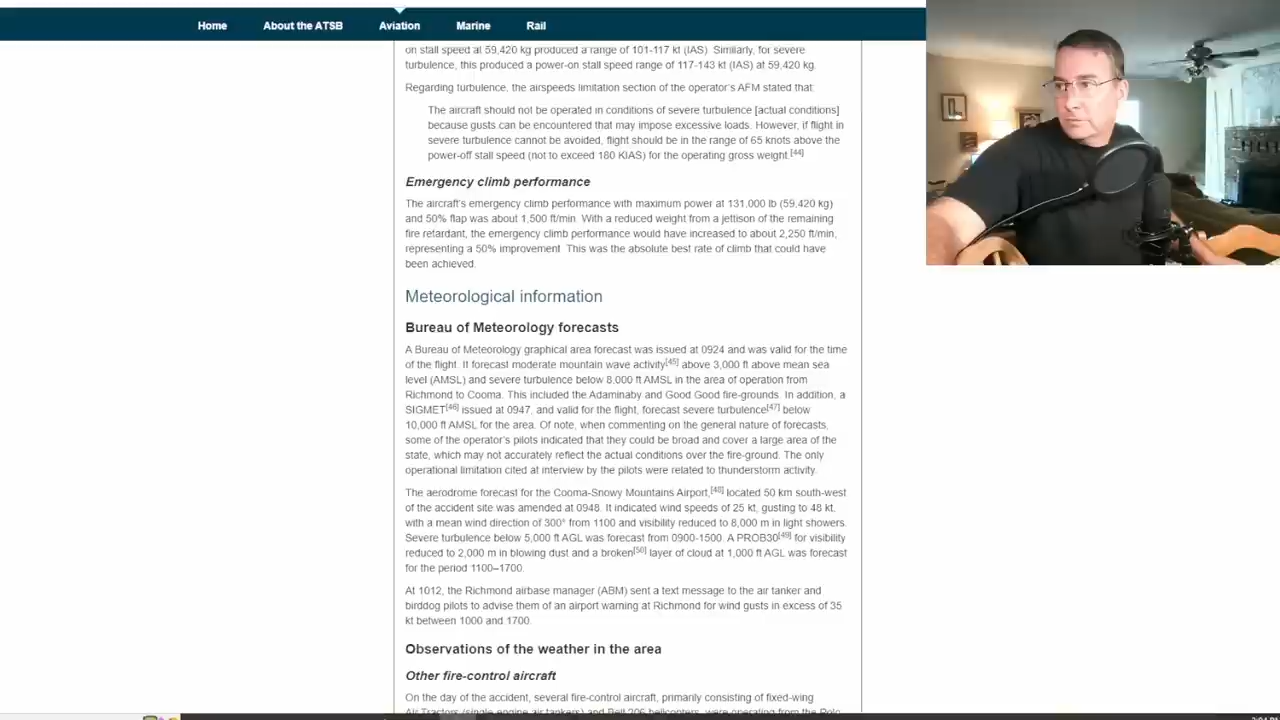 Home About the ATSB Aviation Marine Rail
on stall speed at 59,420 kg produced a range of 101-117 kt (IAS). Similarly, for severe
turbulence, this produced a power-on stall speed range of 117-143 kt (IAS) at 59,420 kg.
Regarding turbulence, the airspeeds limitation section of the operator's AFM stated that:
The aircraft should not be operated in conditions of severe turbulence [actual conditions]
because gusts can be encountered that may impose excessive loads. However, if flight in
severe turbulence cannot be avoided, flight should be in the range of 65 knots above the
power-off stall speed (not to exceed 180 KIAS) for the operating gross weight.[44]
Emergency climb performance
The aircraft's emergency climb performance with maximum power at 131,000 lb (59,420 kg)
and 50% flap was about 1,500 ft/min. With a reduced weight from a jettison of the remaining
fire retardant, the emergency climb performance would have increased to about 2,250 ft/min,
representing a 50% improvement. This was the absolute best rate of climb that could have
been achieved.
Meteorological information
Bureau of Meteorology forecasts
A Bureau of Meteorology graphical area forecast was issued at 0924 and was valid for the time
of the flight. It forecast moderate mountain wave activity[45] above 3,000 ft above mean sea
level (AMSL) and severe turbulence below 8,000 ft AMSL in the area of operation from
Richmond to Cooma. This included the Adaminaby and Good Good fire-grounds. In addition, a
SIGMET[46] issued at 0947, and valid for the flight, forecast severe turbulence[47] below
10,000 ft AMSL for the area. Of note, when commenting on the general nature of forecasts,
some of the operator's pilots indicated that they could be broad and cover a large area of the
state, which may not accurately reflect the actual conditions over the fire-ground. The only
operational limitation cited at interview by the pilots were related to thunderstorm activity.
The aerodrome forecast for the Cooma-Snowy Mountains Airport,[48] located 50 km south-west
of the accident site was amended at 0948. It indicated wind speeds of 25 kt, gusting to 48 kt,
with a mean wind direction of 300° from 1100 and visibility reduced to 8,000 m in light showers.
Severe turbulence below 5,000 ft AGL was forecast from 0900-1500. A PROB30[49] for visibility
reduced to 2,000 m in blowing dust and a broken[50] layer of cloud at 1,000 ft AGL was forecast
for the period 1100–1700.
At 1012, the Richmond airbase manager (ABM) sent a text message to the air tanker and
birddog pilots to advise them of an airport warning at Richmond for wind gusts in excess of 35
kt between 1000 and 1700.
Observations of the weather in the area
Other fire-control aircraft
On the day of the accident, several fire-control aircraft, primarily consisting of fixed-wing
Air Tractors (single engine air tankers) and Bell 206 helicopters, were operating from the Polo